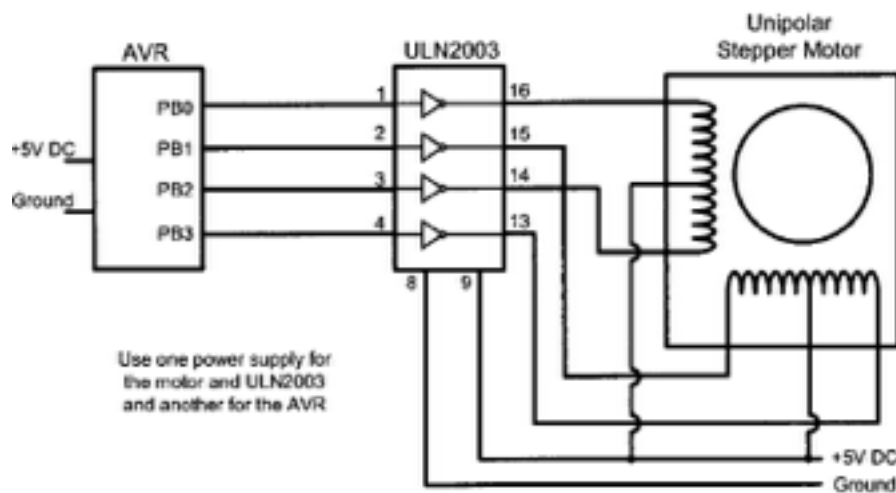 Unipolar
Stepper Motor
AVR
ULN2003
PB0
1
16
+5V DC
PB1
2
15
PB2
3
14
Ground
PB3
4
13
8
9
Use one power supply for
the motor and ULN2003
and another for the AVR
+5V DC
Ground